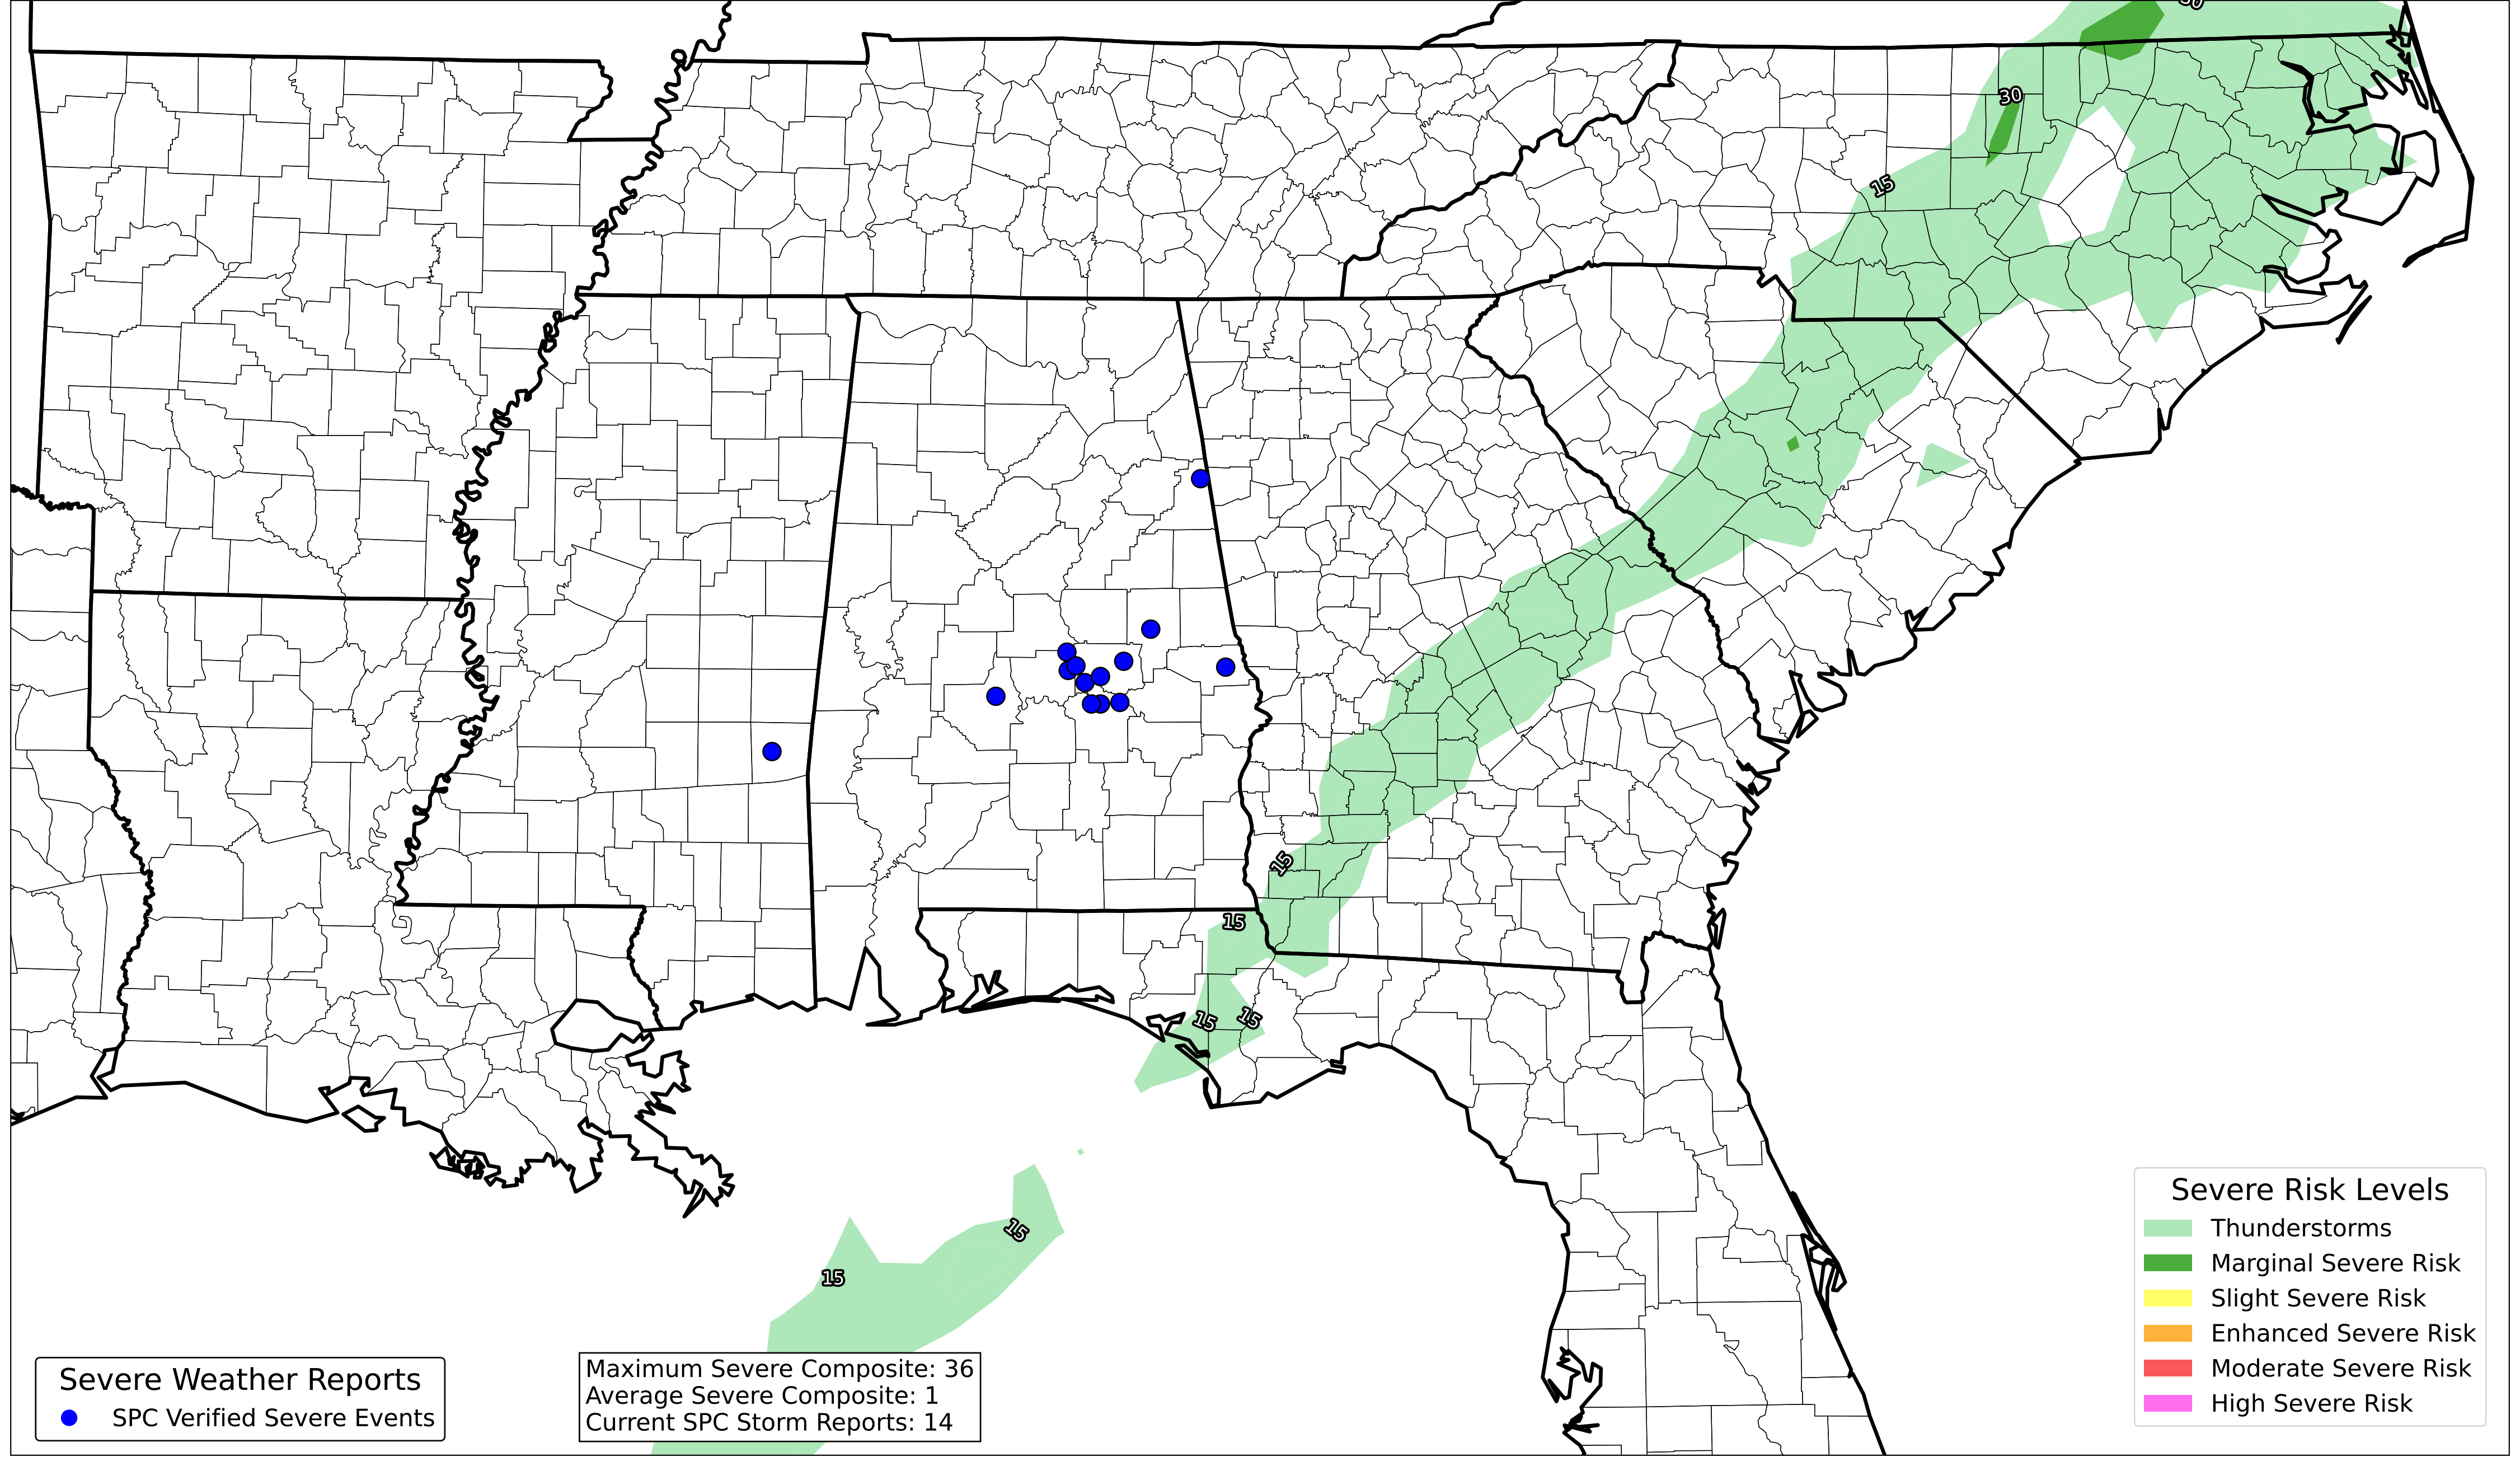 30
30
15
15
15
15
15
15
15
Severe Weather Reports
SPC Verified Severe Events
Maximum Severe Composite: 36
Average Severe Composite: 1
Current SPC Storm Reports: 14
Severe Risk Levels
Thunderstorms
Marginal Severe Risk
Slight Severe Risk
Enhanced Severe Risk
Moderate Severe Risk
High Severe Risk